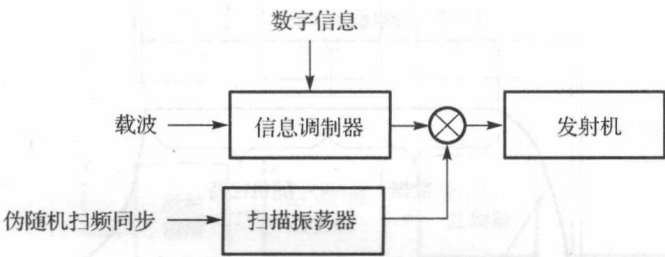 数字信息
载波
信息调制器
发射机
伪随机扫频同步
扫描振荡器